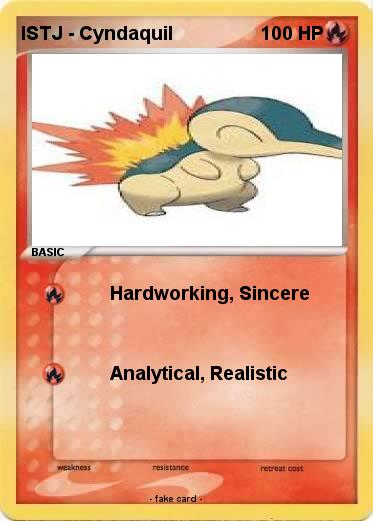 ISTJ - Cyndaquil 100 HP
BASIC
Hardworking, Sincere
Analytical, Realistic
weakness resistance retreat cost
- fake card -